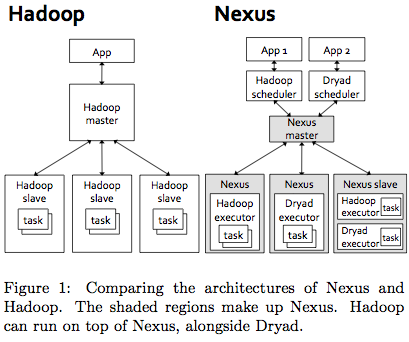 Hadoop
Nexus
App
Hadoop
master
Hadoop
slave
task
Hadoop
slave
task
Hadoop
slave
task
App 1
App 2
Hadoop
scheduler
Dryad
scheduler
Nexus
master
Nexus
Hadoop
executor
task
Nexus
Dryad
executor
task
Nexus slave
Hadoop
executor
task
Dryad
executor
task
Figure 1: Comparing the architectures of Nexus and
Hadoop. The shaded regions make up Nexus. Hadoop
can run on top of Nexus, alongside Dryad.